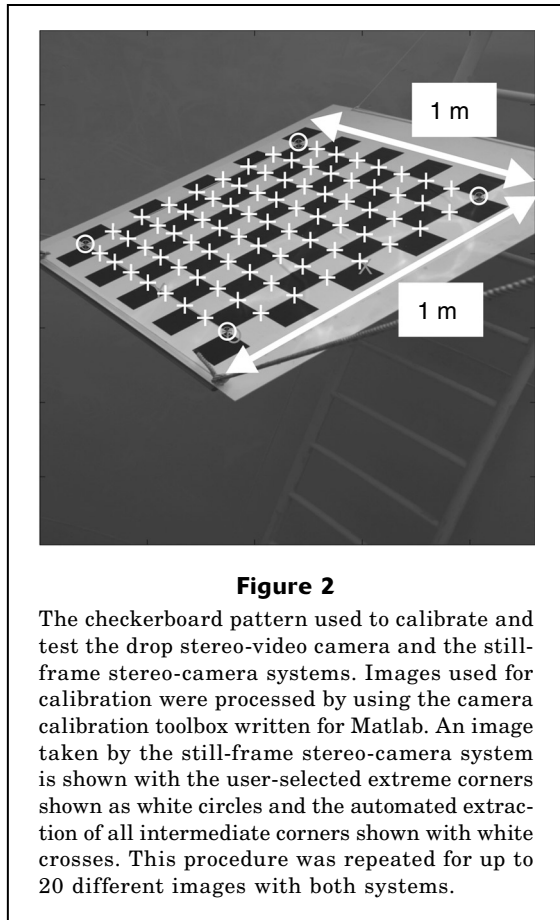 1 m
1 m
Figure 2
The checkerboard pattern used to calibrate and
test the drop stereo-video camera and the still-
frame stereo-camera systems. Images used for
calibration were processed by using the camera
calibration toolbox written for Matlab. An image
taken by the still-frame stereo-camera system
is shown with the user-selected extreme corners
shown as white circles and the automated extrac-
tion of all intermediate corners shown with white
crosses. This procedure was repeated for up to
20 different images with both systems.